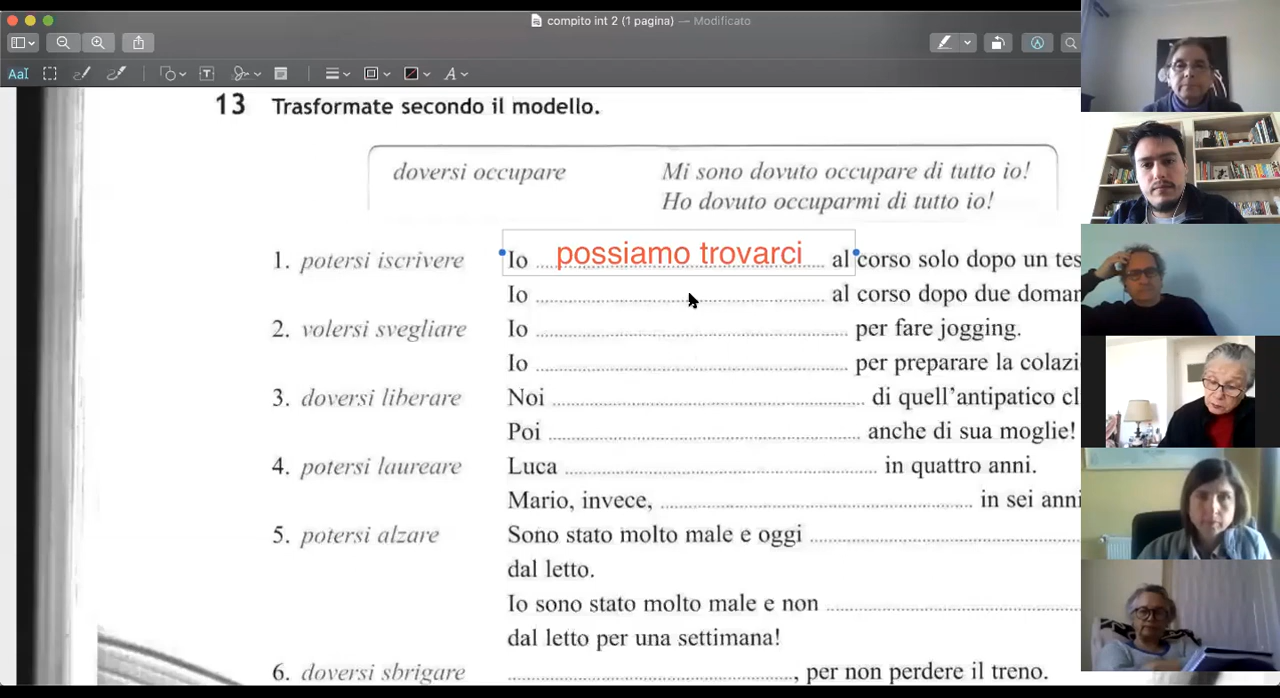 compito int 2 (1 pagina) — Modificato
AaI
T
A
13 Trasformate secondo il modello.
doversi occupare Mi sono dovuto occupare di tutto io!
Ho dovuto occuparmi di tutto io!
1. potersi iscrivere Io possiamo trovarci al corso solo dopo un tes
Io al corso dopo due doman
2. volersi svegliare Io per fare jogging.
Io per preparare la colazi
3. doversi liberare Noi di quell'antipatico cl
Poi anche di sua moglie!
4. potersi laureare Luca in quattro anni.
Mario, invece, in sei anni
5. potersi alzare Sono stato molto male e oggi
dal letto.
Io sono stato molto male e non
dal letto per una settimana!
6. doversi sbrigare , per non perdere il treno.